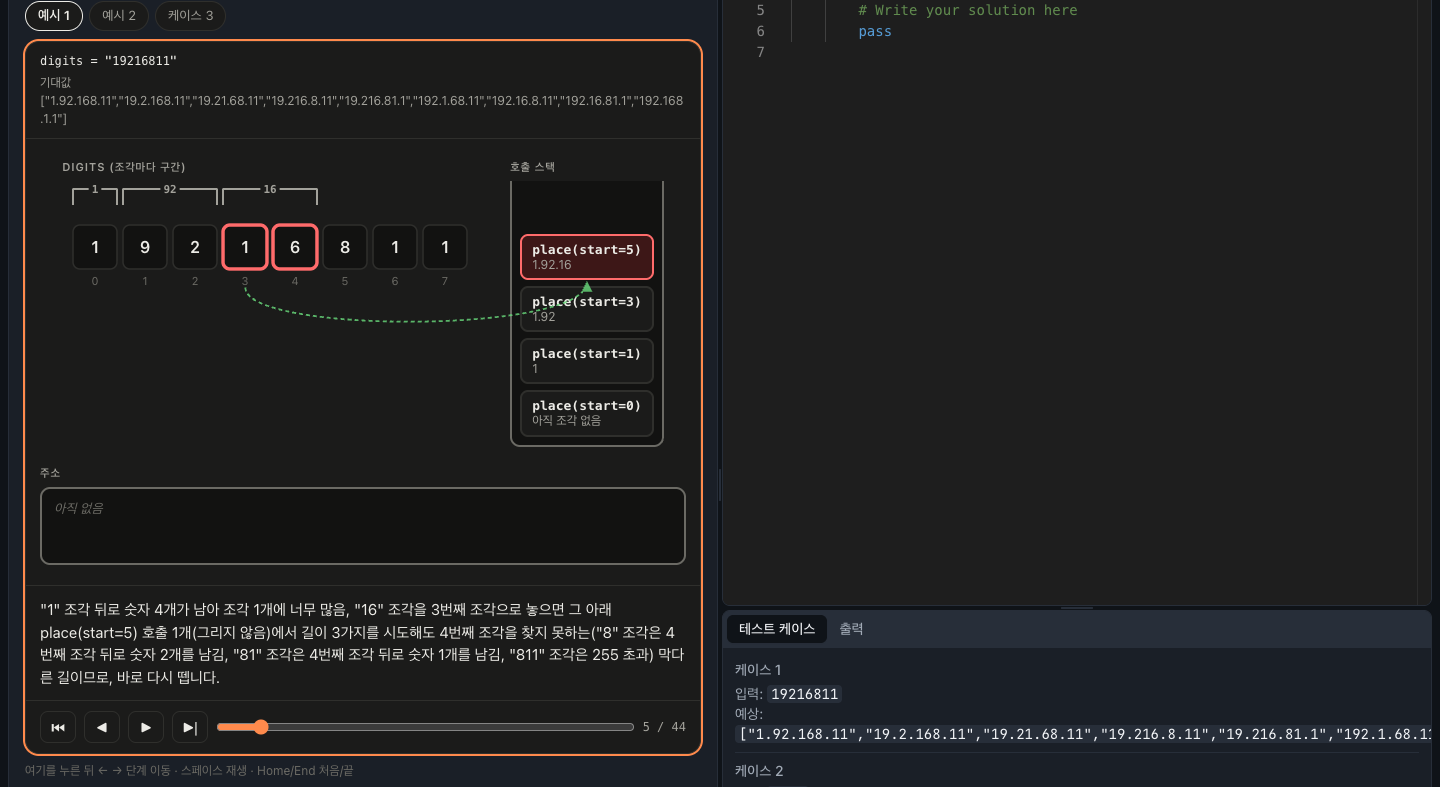 예시 1 예시 2 케이스 3
digits = "19216811"
기대값
["1.92.168.11","19.2.168.11","19.21.68.11","19.216.8.11","19.216.81.1","192.1.68.11","192.16.8.11","192.16.81.1","192.168
.1.1"]
DIGITS (조각마다 구간)
1 92 16
1 9 2 1 6 8 1 1
0 1 2 3 4 5 6 7
호출 스택
place(start=5)
1.92.16
place(start=3)
1.92
place(start=1)
1
place(start=0)
아직 조각 없음
주소
아직 없음
"1" 조각 뒤로 숫자 4개가 남아 조각 1개에 너무 많음, "16" 조각을 3번째 조각으로 놓으면 그 아래
place(start=5) 호출 1개(그리지 않음)에서 길이 3가지를 시도해도 4번째 조각을 찾지 못하는("8" 조각은 4
번째 조각 뒤로 숫자 2개를 남김, "81" 조각은 4번째 조각 뒤로 숫자 1개를 남김, "811" 조각은 255 초과) 막다
른 길이므로, 바로 다시 뗍니다.
5 / 44
여기를 누른 뒤 ← → 단계 이동 · 스페이스 재생 · Home/End 처음/끝
5 # Write your solution here
6 pass
7
테스트 케이스 출력
케이스 1
입력: 19216811
예상:
["1.92.168.11","19.2.168.11","19.21.68.11","19.216.8.11","19.216.81.1","192.1.68.11
케이스 2